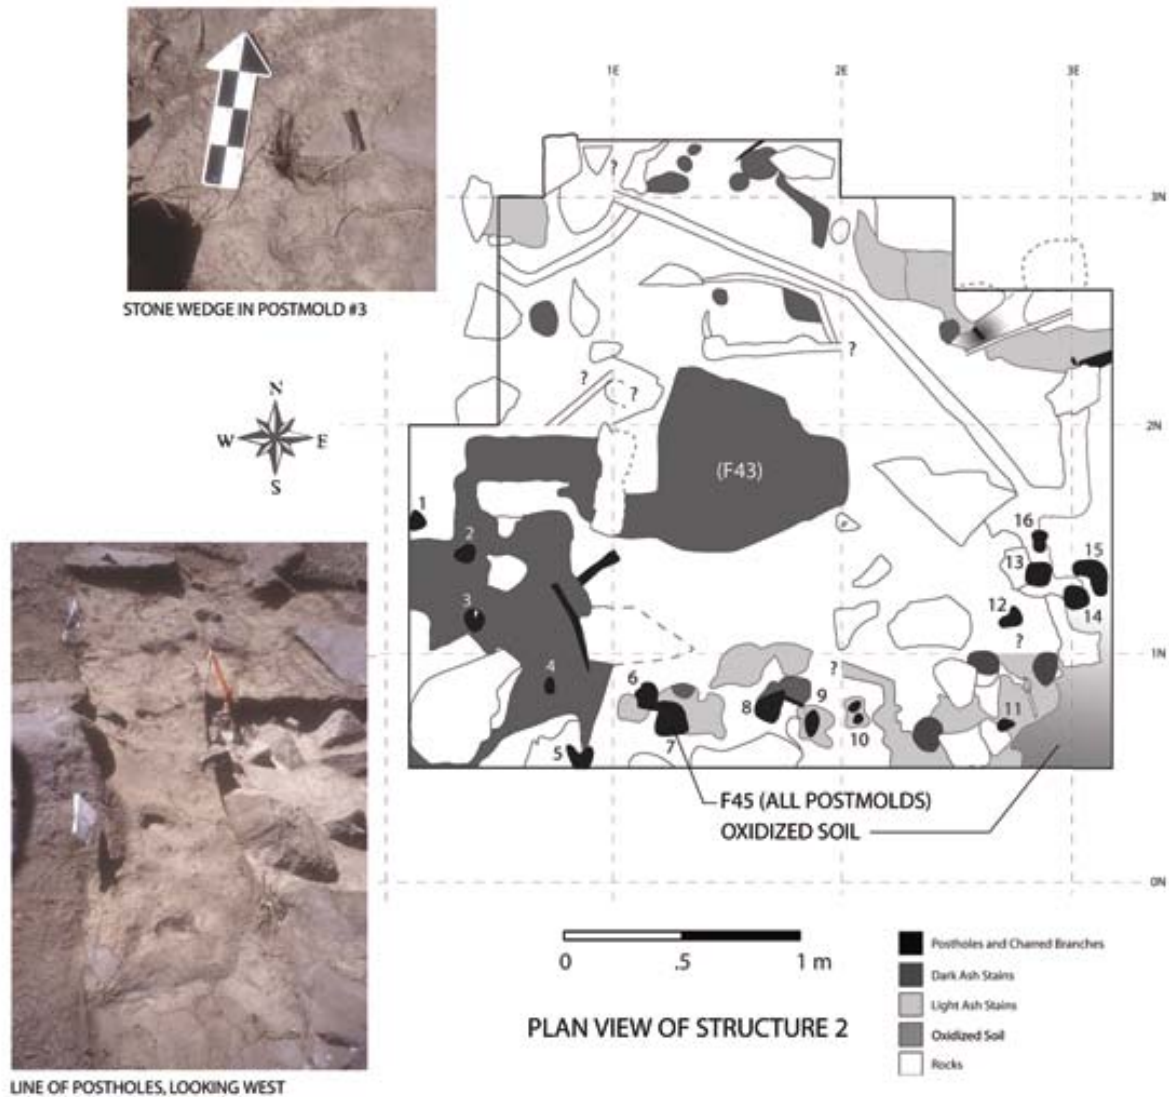 STONE WEDGE IN POSTMOLD #3
1E 2E 3E
3N
2N
1N
0N
N
W E
S
?
?
? ?
(F43)
1
2
3
4
5
6
7
8
9
10
11
12
13
14
15
16
?
?
F45 (ALL POSTMOLDS)
OXIDIZED SOIL
0 .5 1 m
PLAN VIEW OF STRUCTURE 2
Postholes and Charred Branches
Dark Ash Stains
Light Ash Stains
Oxidized Soil
Rocks
LINE OF POSTHOLES, LOOKING WEST